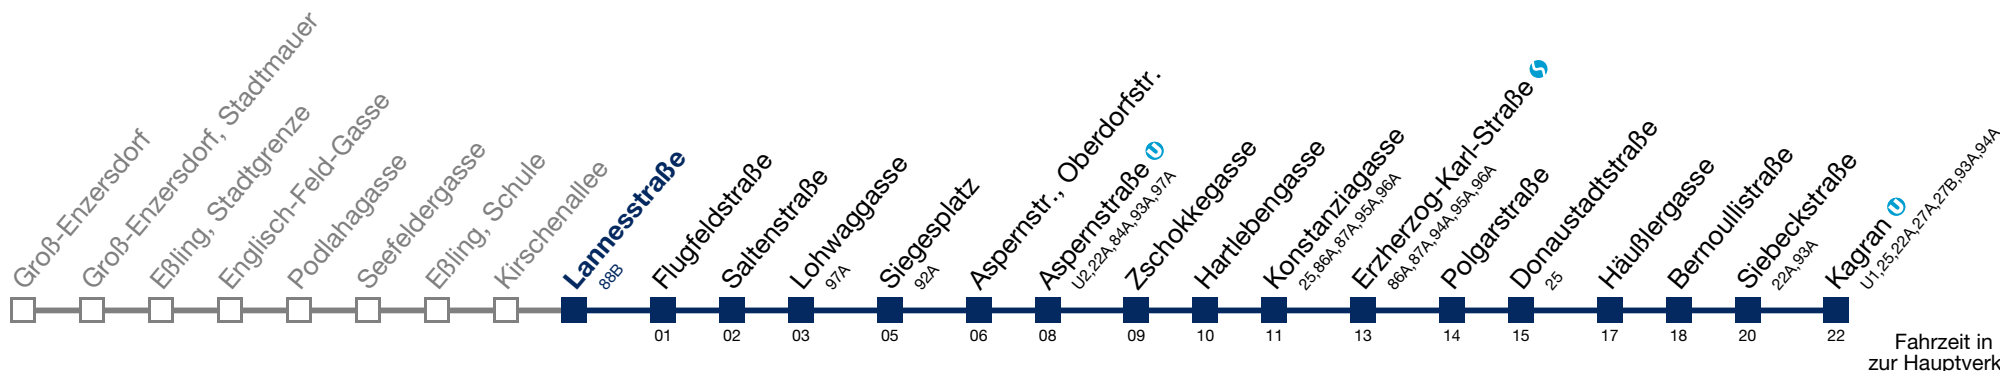 Groß-Enzersdorf
Groß-Enzersdorf, Stadtmauer
Eßling, Stadtgrenze
Englisch-Feld-Gasse
Podlahagasse
Seefeldergasse
Eßling, Schule
Kirschenallee
Lannesstraße
88B
Flugfeldstraße
Saltenstraße
Lohwaggasse
97A
Siegesplatz
92A
Aspernstr., Oberdorfstr.
Aspernstraße U
U2,22A,84A,93A,97A
Zschokkegasse
Hartlebengasse
Konstanziagasse
25,86A,87A,95A,96A
Erzherzog-Karl-Straße S
86A,87A,94A,95A,96A
Polgarstraße
Donaustadtstraße
25
Häußlergasse
Bernoullistraße
Siebeckstraße
22A,93A
Kagran U
U1,25,22A,27A,27B,93A,94A
01 02 03 05 06 08 09 10 11 13 14 15 17 18 20 22
Fahrzeit in
zur Hauptverk